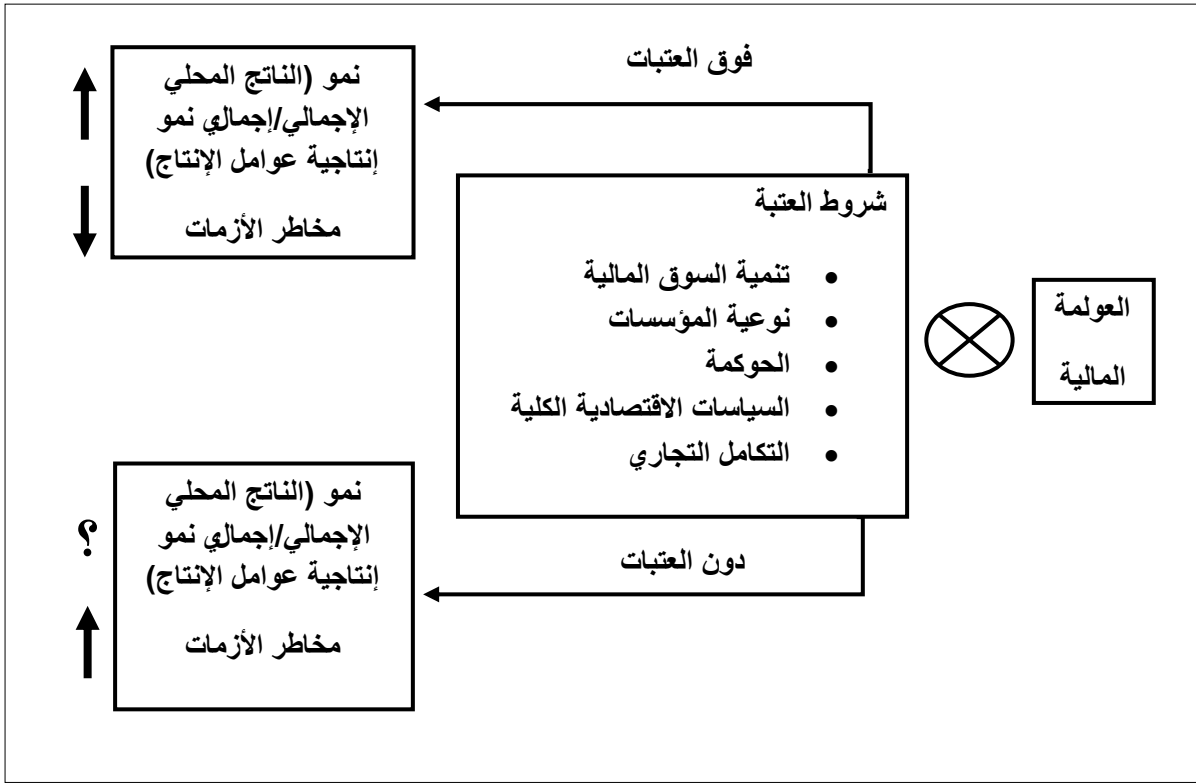 فوق العتبات
نمو (الناتج المحلي
الإجمالي/إجمالي نمو
إنتاجية عوامل الإنتاج)
مخاطر الأزمات
العولمة
المالية
شروط العتبة
• تنمية السوق المالية
• نوعية المؤسسات
• الحوكمة
• السياسات الاقتصادية الكلية
• التكامل التجاري
دون العتبات
نمو (الناتج المحلي
الإجمالي/إجمالي نمو
إنتاجية عوامل الإنتاج)
؟
مخاطر الأزمات